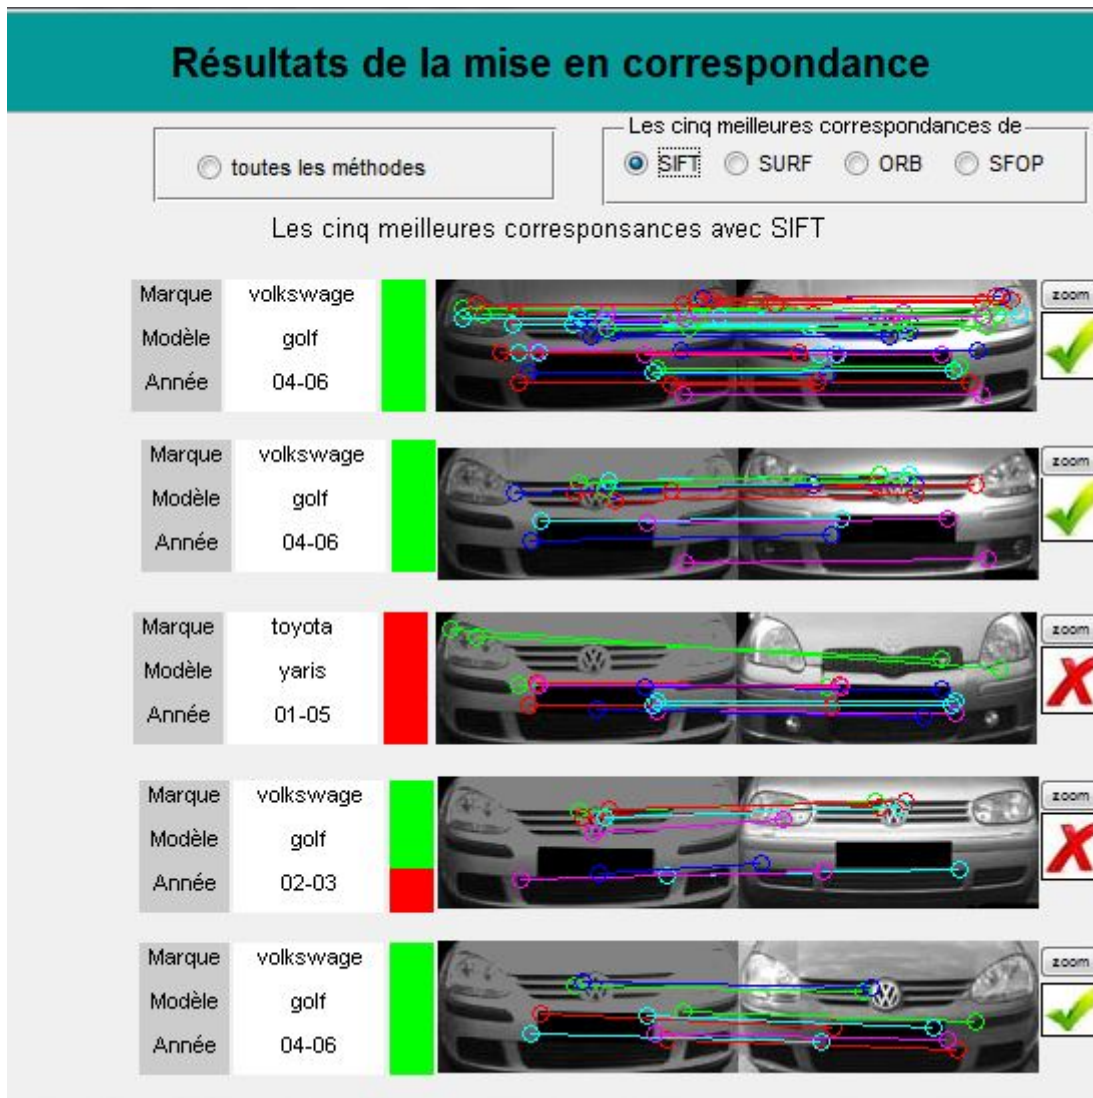 Résultats de la mise en correspondance
toutes les méthodes
Les cinq meilleures correspondances de
SIFT SURF ORB SFOP
Les cinq meilleures corresponsances avec SIFT
Marque volkswage
Modèle golf
Année 04-06
zoom
Marque volkswage
Modèle golf
Année 04-06
zoom
Marque toyota
Modèle yaris
Année 01-05
zoom
Marque volkswage
Modèle golf
Année 02-03
zoom
Marque volkswage
Modèle golf
Année 04-06
zoom